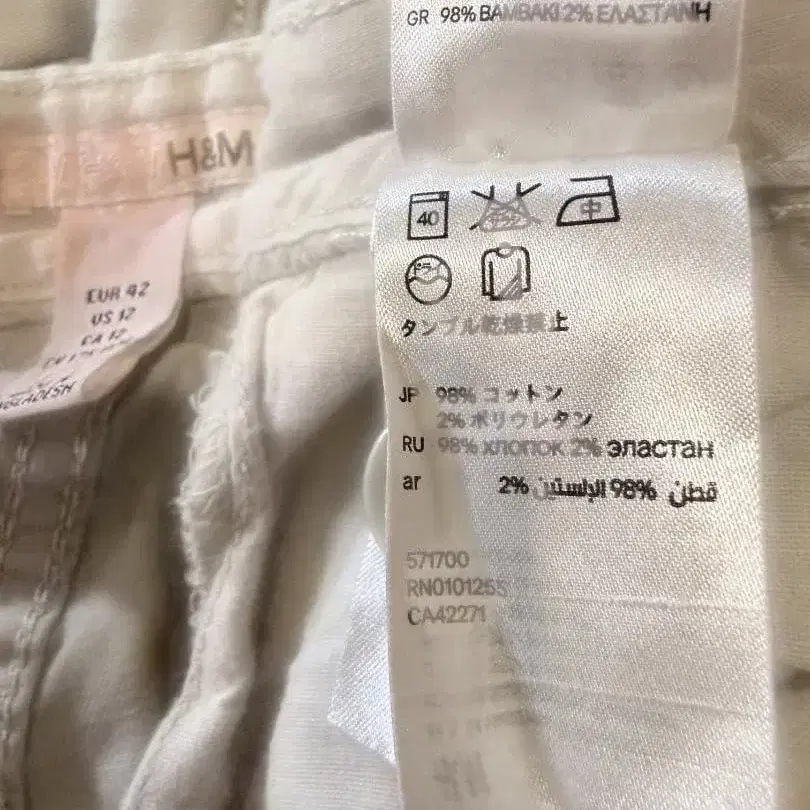 GR 98% ΒΑΜΒΑΚΙ 2% ΕΛΑΣΤΑΝΗ
H&M
EUR 42
US 12
CA 12
40
中
タンブル乾燥禁止
JP 98% コットン
2% ポリウレタン
RU 98% хлопок 2% эластан
ar قطن 98% الإلستين 2%
571700
RN010125
CA42271